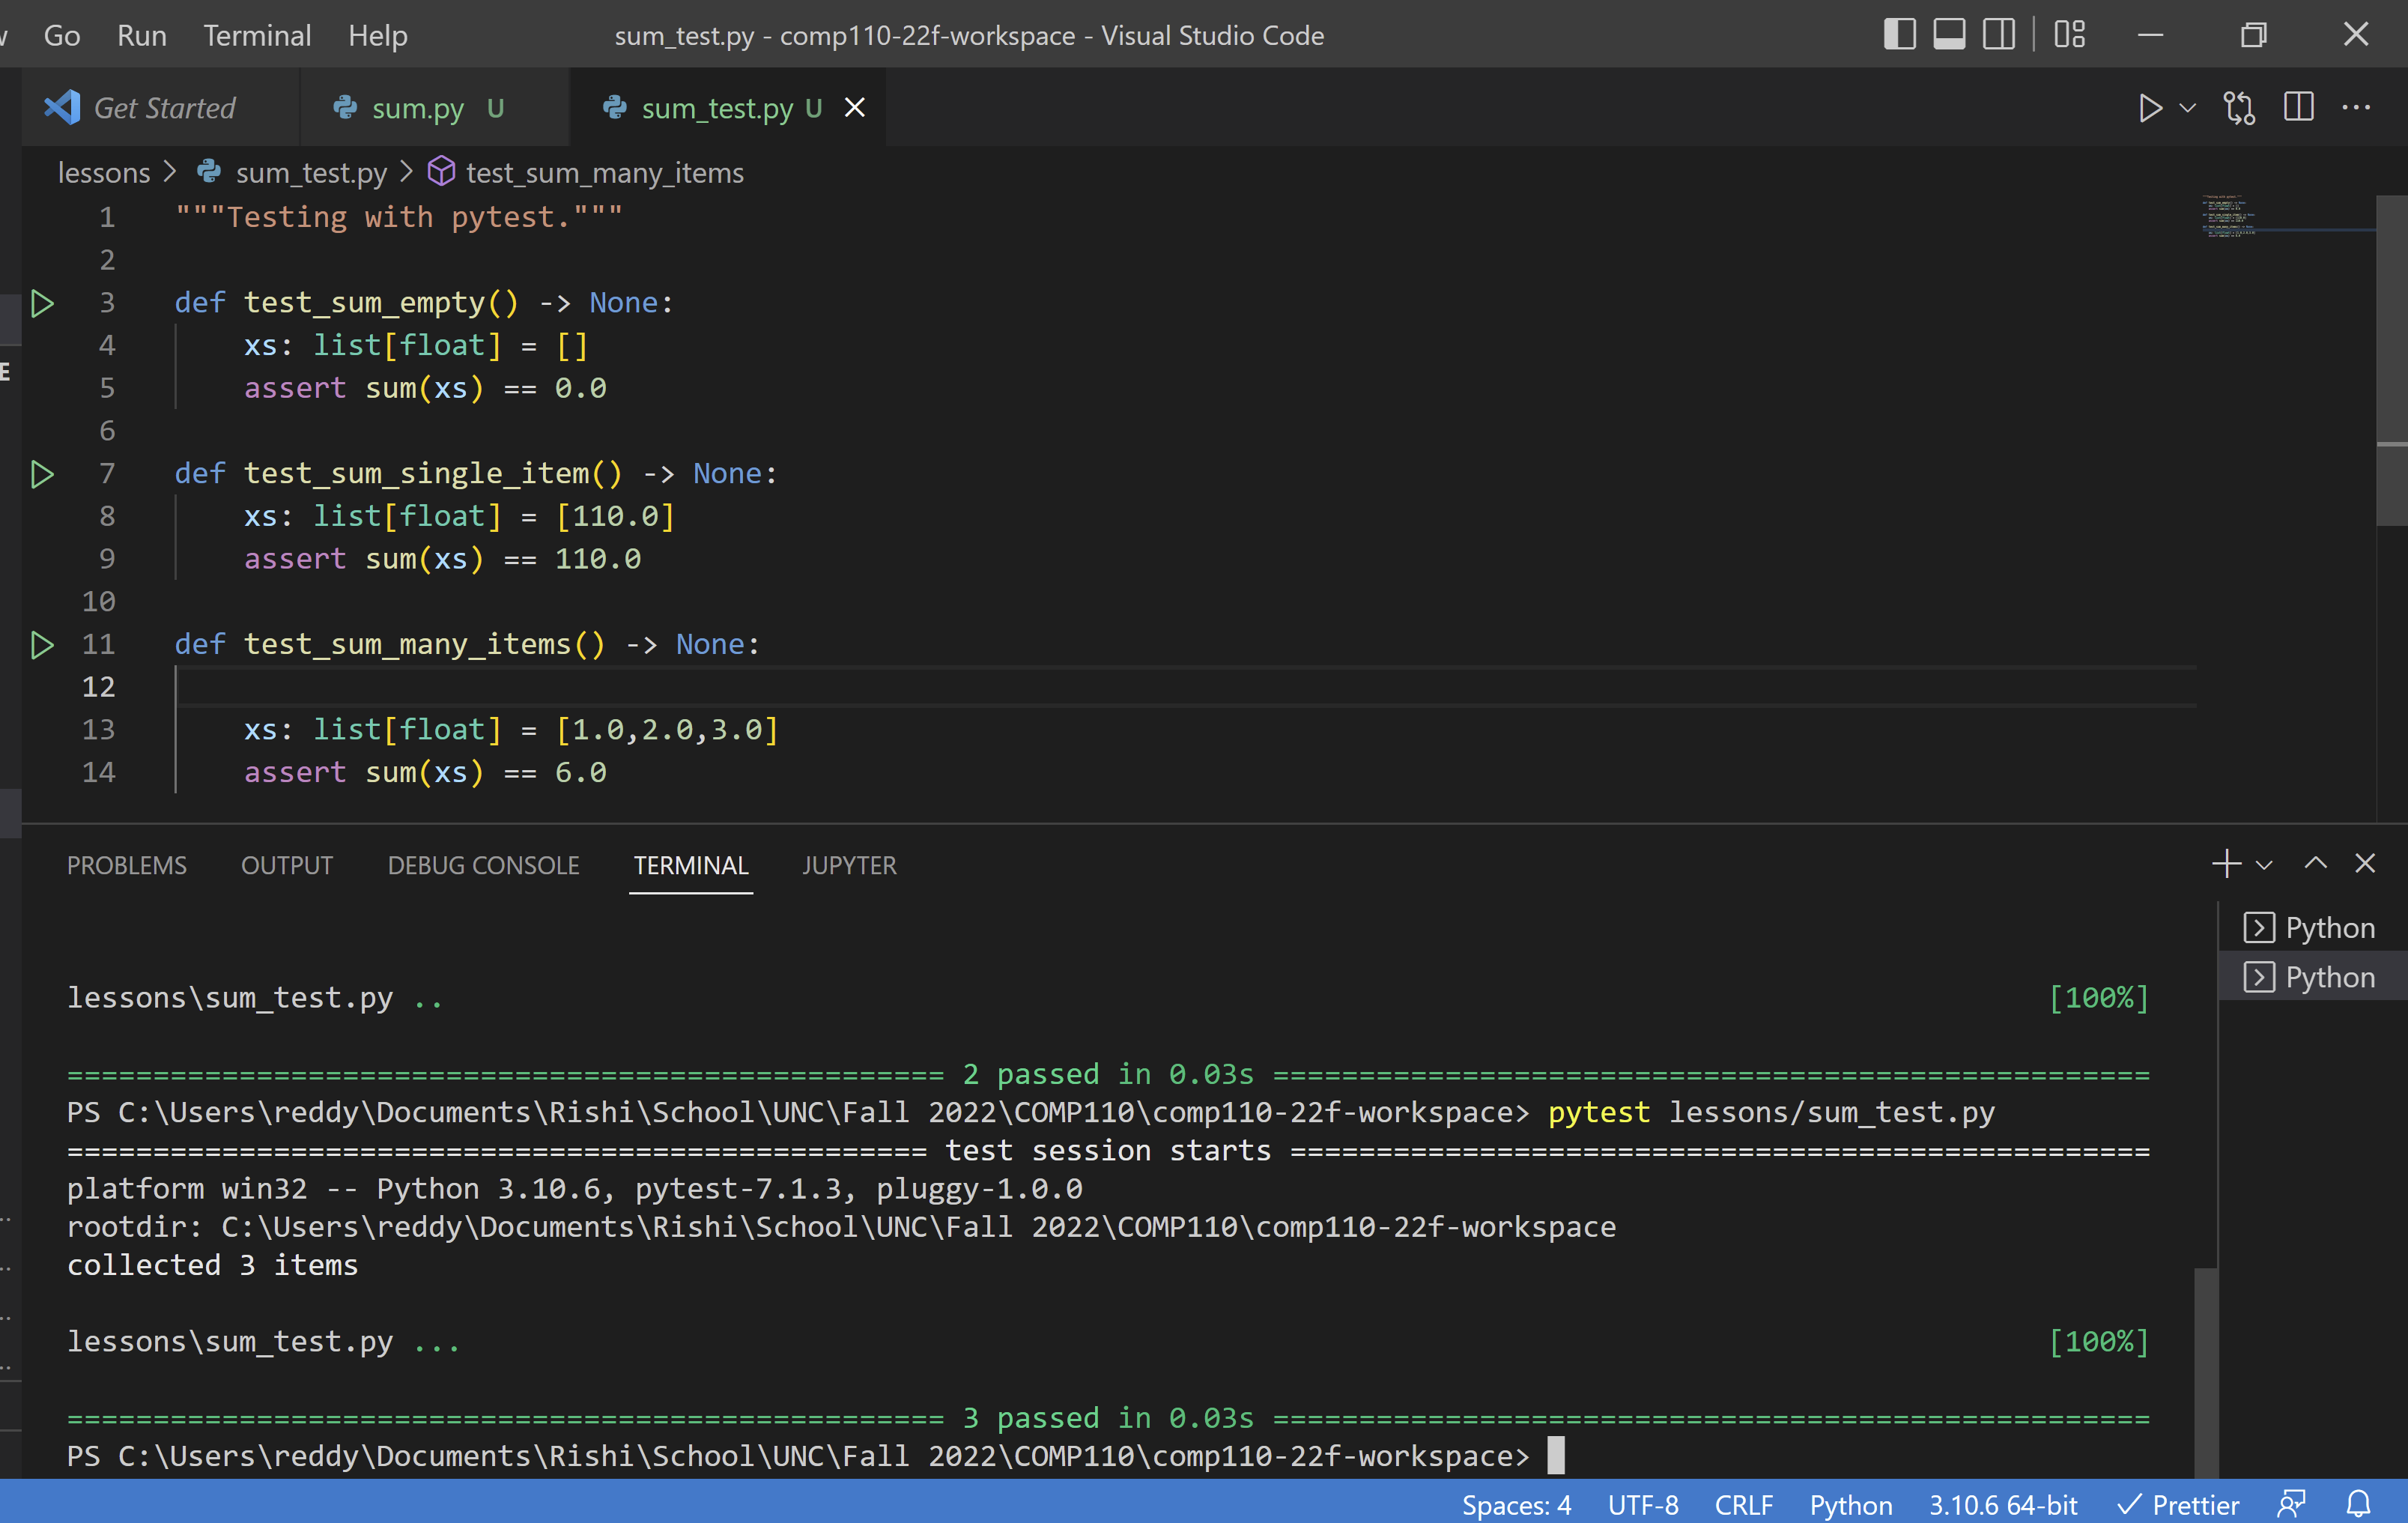 Go Run Terminal Help sum_test.py - comp110-22f-workspace - Visual Studio Code
Get Started sum.py U sum_test.py U
lessons > sum_test.py > test_sum_many_items
1 """Testing with pytest."""
2
3 def test_sum_empty() -> None:
4 xs: list[float] = []
5 assert sum(xs) == 0.0
6
7 def test_sum_single_item() -> None:
8 xs: list[float] = [110.0]
9 assert sum(xs) == 110.0
10
11 def test_sum_many_items() -> None:
12
13 xs: list[float] = [1.0,2.0,3.0]
14 assert sum(xs) == 6.0
PROBLEMS OUTPUT DEBUG CONSOLE TERMINAL JUPYTER
Python
Python
lessons\sum_test.py .. [100%]
=================================================== 2 passed in 0.03s ===================================================
PS C:\Users\reddy\Documents\Rishi\School\UNC\Fall 2022\COMP110\comp110-22f-workspace> pytest lessons/sum_test.py
================================================== test session starts ==================================================
platform win32 -- Python 3.10.6, pytest-7.1.3, pluggy-1.0.0
rootdir: C:\Users\reddy\Documents\Rishi\School\UNC\Fall 2022\COMP110\comp110-22f-workspace
collected 3 items
lessons\sum_test.py ... [100%]
=================================================== 3 passed in 0.03s ===================================================
PS C:\Users\reddy\Documents\Rishi\School\UNC\Fall 2022\COMP110\comp110-22f-workspace>
Spaces: 4 UTF-8 CRLF Python 3.10.6 64-bit Prettier